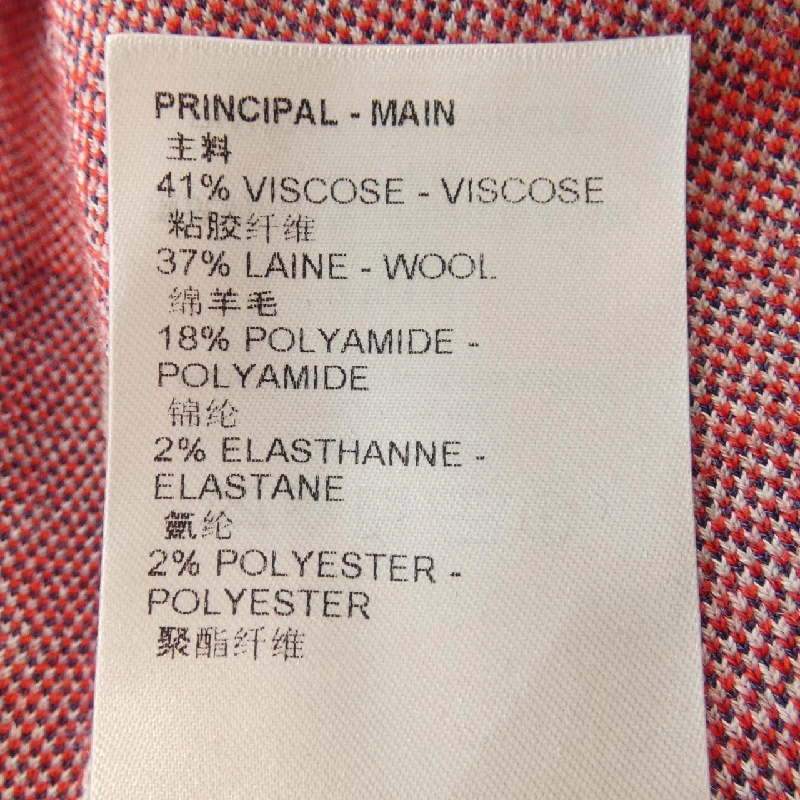 PRINCIPAL - MAIN
主料
41% VISCOSE - VISCOSE
粘胶纤维
37% LAINE - WOOL
绵羊毛
18% POLYAMIDE -
POLYAMIDE
锦纶
2% ELASTHANNE -
ELASTANE
氨纶
2% POLYESTER -
POLYESTER
聚酯纤维